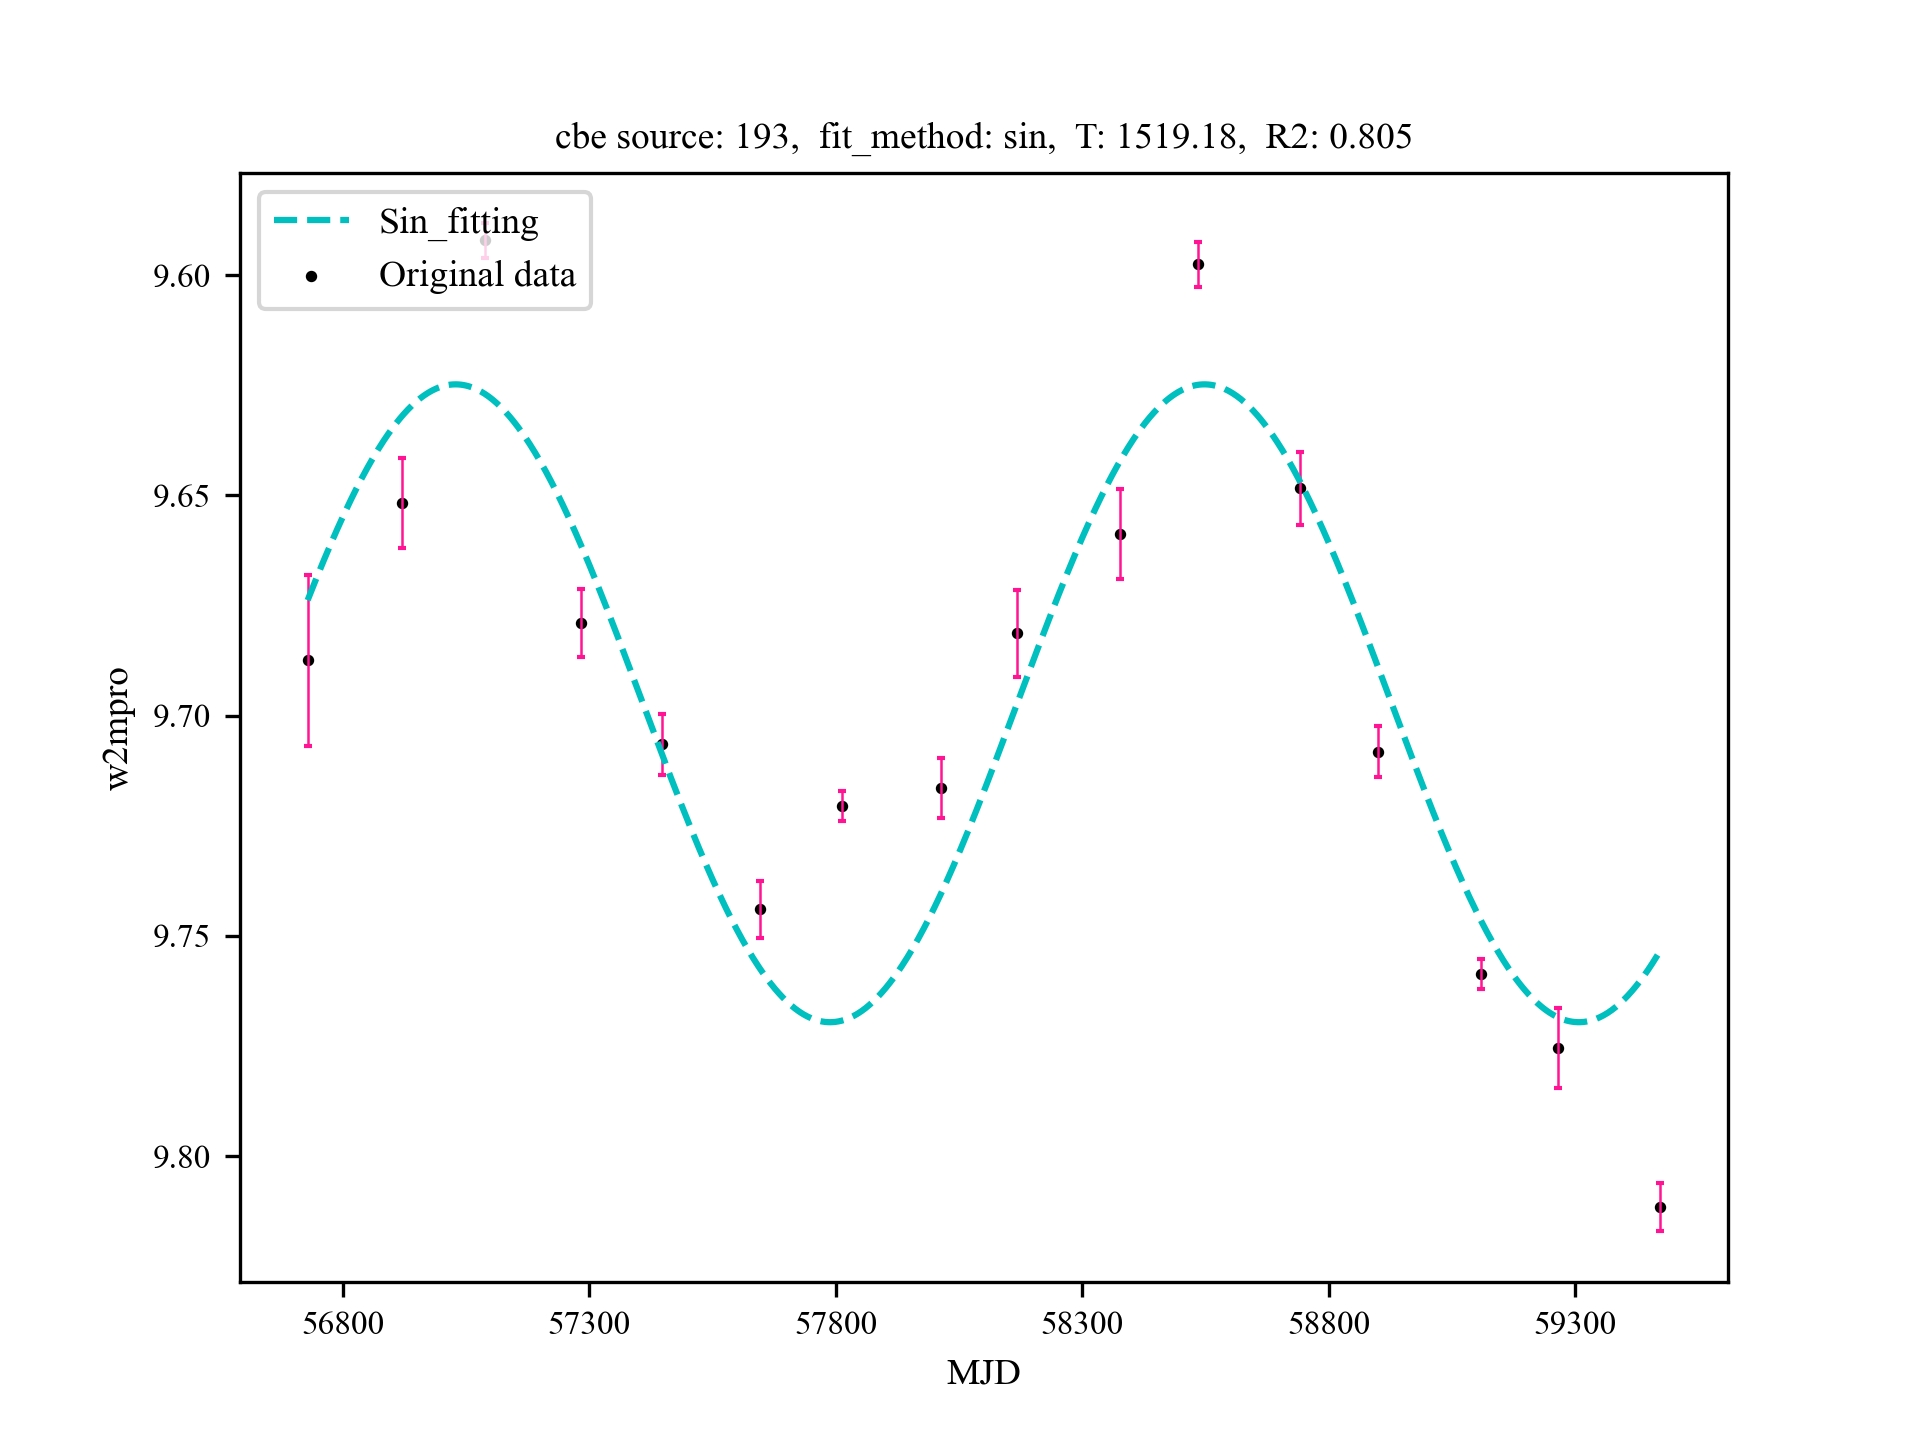 cbe source: 193,  fit_method: sin,  T: 1519.18,  R2: 0.805
Sin_fitting
Original data
9.60
9.65
9.70
9.75
9.80
w2mpro
56800 57300 57800 58300 58800 59300
MJD